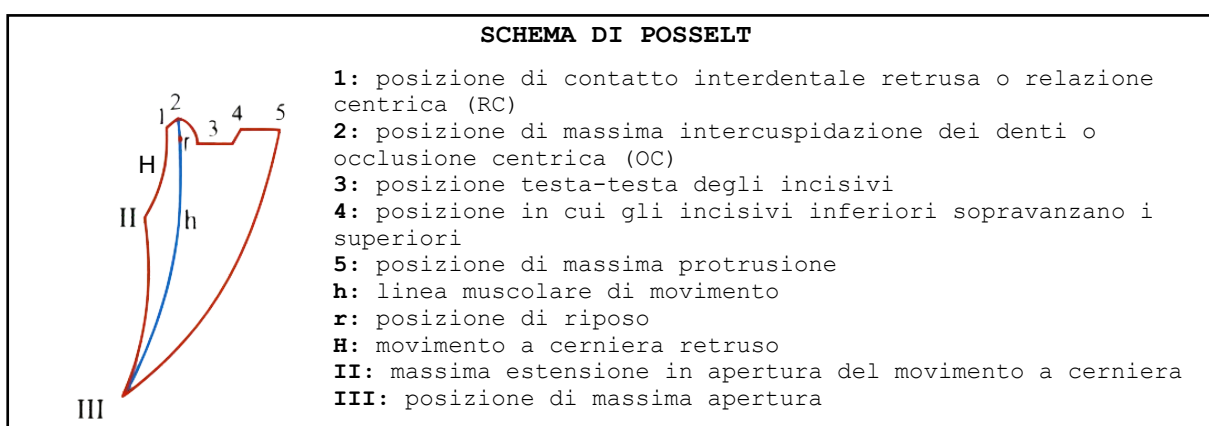 SCHEMA DI POSSELT
1: posizione di contatto interdentale retrusa o relazione
centrica (RC)
2: posizione di massima intercuspidazione dei denti o
occlusione centrica (OC)
3: posizione testa-testa degli incisivi
4: posizione in cui gli incisivi inferiori sopravanzano i
superiori
5: posizione di massima protrusione
h: linea muscolare di movimento
r: posizione di riposo
H: movimento a cerniera retruso
II: massima estensione in apertura del movimento a cerniera
III: posizione di massima apertura
1 2 3 4 5
r
H
II h
III